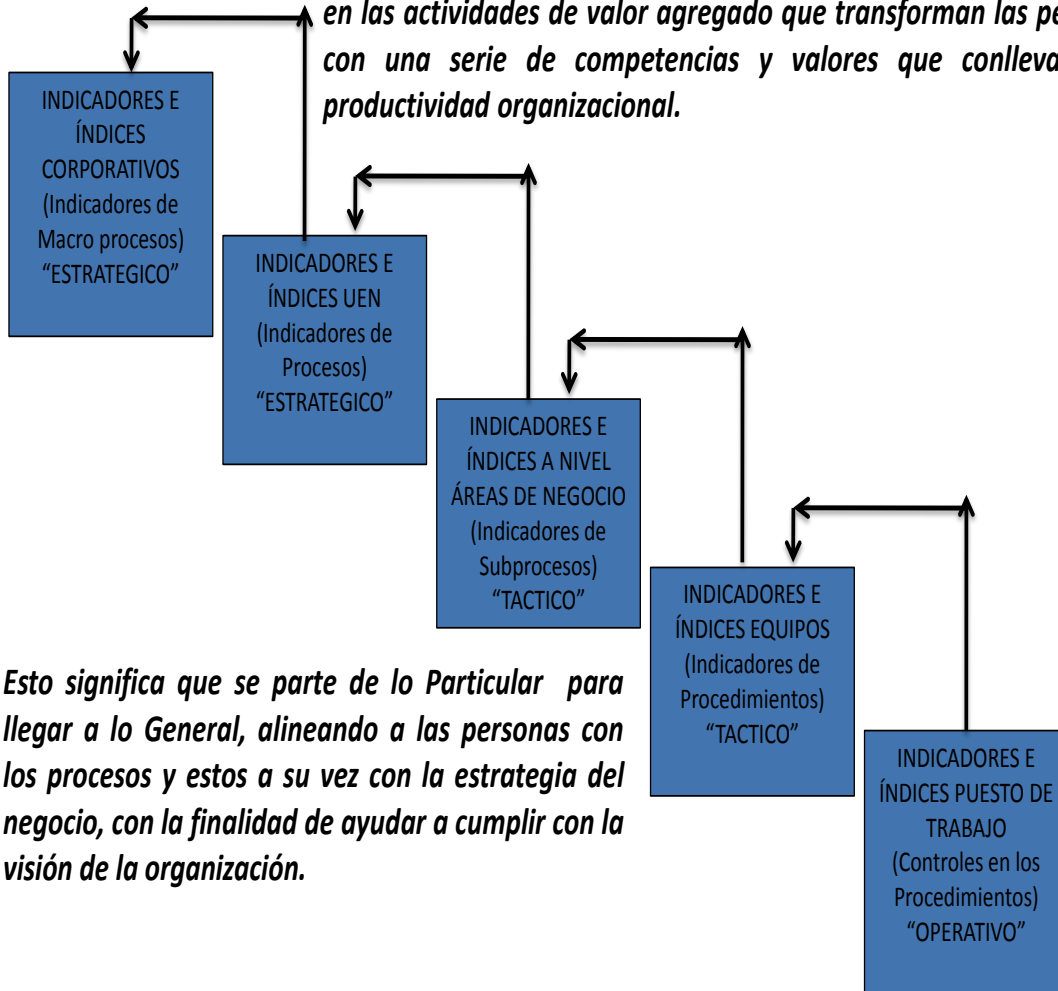 en las actividades de valor agregado que transforman las
con una serie de competencias y valores que
productividad organizacional.
INDICADORES E
ÍNDICES
CORPORATIVOS
(Indicadores de
Macro procesos)
“ESTRATEGICO”
INDICADORES E
ÍNDICES UEN
(Indicadores de
Procesos)
“ESTRATEGICO”
INDICADORES E
ÍNDICES A NIVEL
ÁREAS DE NEGOCIO
(Indicadores de
Subprocesos)
“TACTICO”
INDICADORES E
ÍNDICES EQUIPOS
(Indicadores de
Procedimientos)
“TACTICO”
INDICADORES E
ÍNDICES PUESTO DE
TRABAJO
(Controles en los
Procedimientos)
“OPERATIVO”
Esto significa que se parte de lo Particular para
llegar a lo General, alineando a las personas con
los procesos y estos a su vez con la estrategia del
negocio, con la finalidad de ayudar a cumplir con la
visión de la organización.